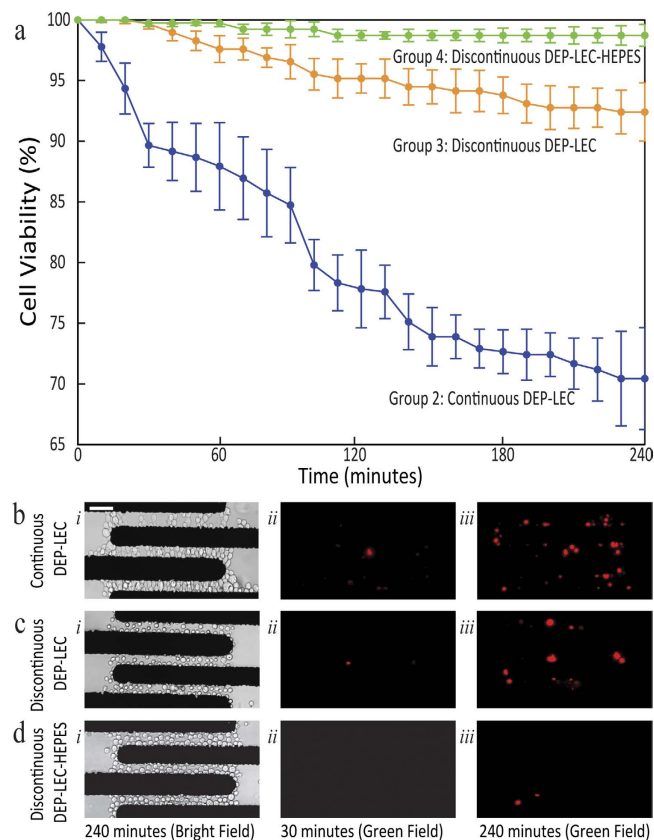 a
100
95
90
85
80
75
70
65
Cell Viability (%)
Group 4: Discontinuous DEP-LEC-HEPES
Group 3: Discontinuous DEP-LEC
Group 2: Continuous DEP-LEC
0
60
120
180
240
Time (minutes)
b
Continuous
DEP-LEC
i
ii
iii
c
Discontinuous
DEP-LEC
i
ii
iii
d
Discontinuous
DEP-LEC-HEPES
i
ii
iii
240 minutes (Bright Field)
30 minutes (Green Field)
240 minutes (Green Field)